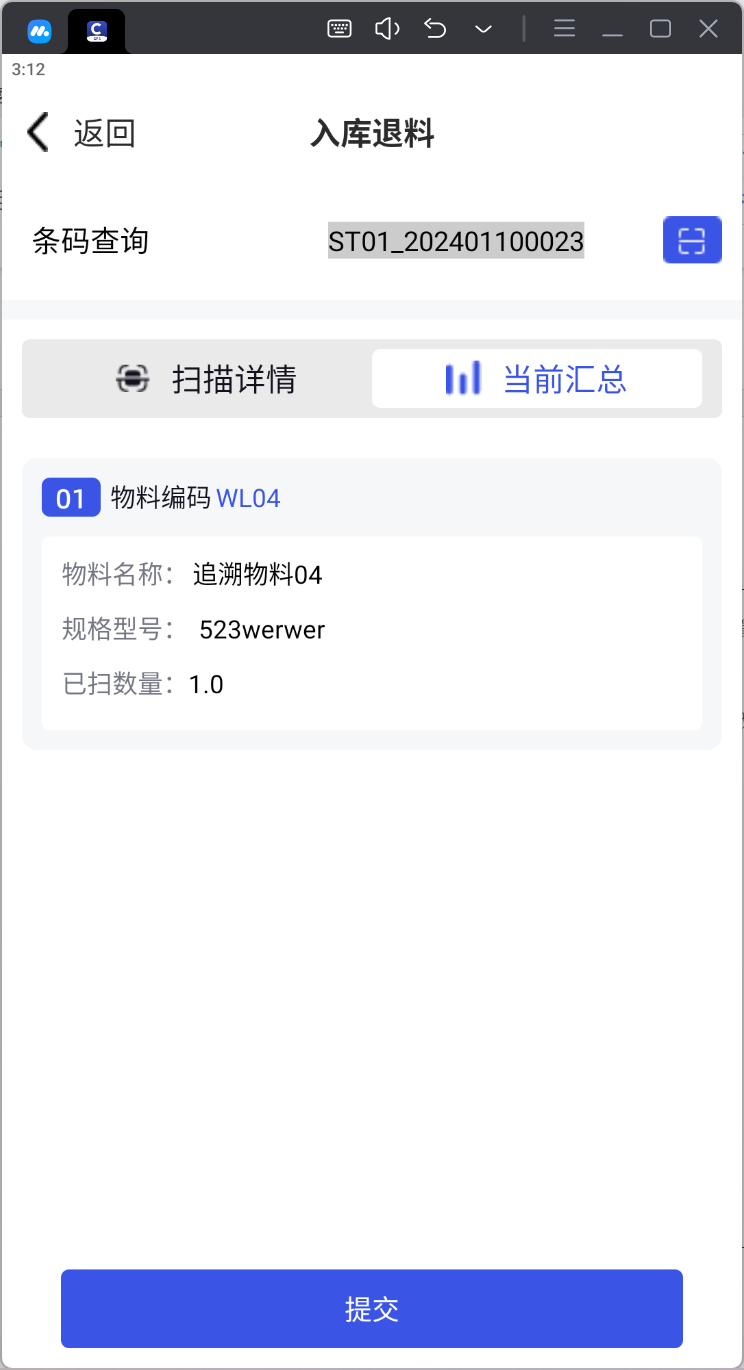 3:12
返回
入库退料
条码查询 ST01_202401100023
扫描详情 当前汇总
01 物料编码 WL04
物料名称： 追溯物料04
规格型号： 523werwer
已扫数量： 1.0
提交